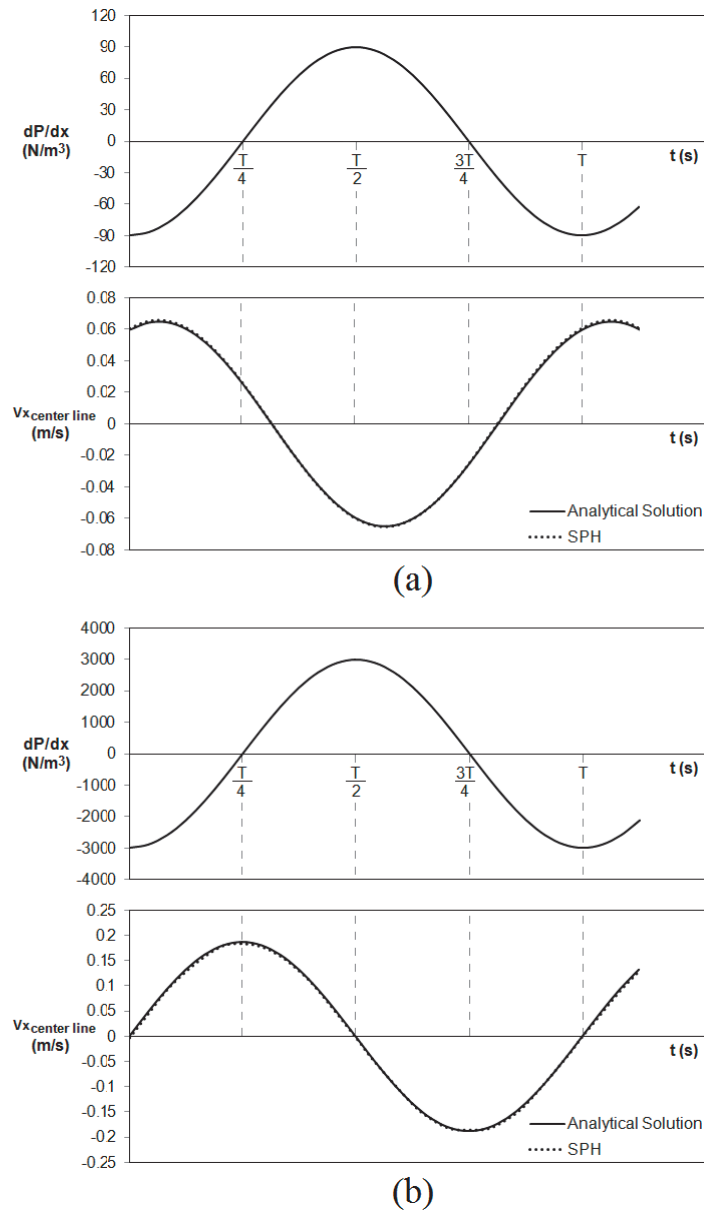 120
90
60
30
0
-30
-60
-90
-120
dP/dx
(N/m³)
T/4
T/2
3T/4
T
t (s)
0.08
0.06
0.04
0.02
0
-0.02
-0.04
-0.06
-0.08
Vx center line
(m/s)
t (s)
Analytical Solution
SPH
(a)
4000
3000
2000
1000
0
-1000
-2000
-3000
-4000
dP/dx
(N/m³)
T/4
T/2
3T/4
T
t (s)
0.25
0.2
0.15
0.1
0.05
0
-0.05
-0.1
-0.15
-0.2
-0.25
Vx center line
(m/s)
t (s)
Analytical Solution
SPH
(b)